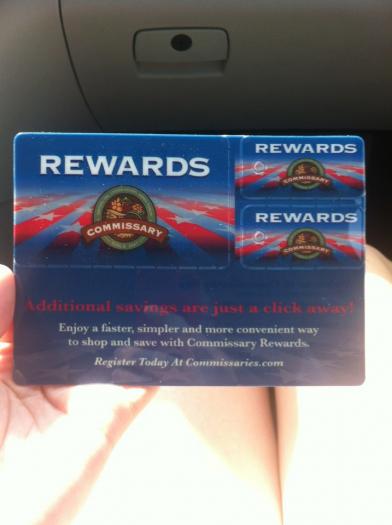 REWARDS
COMMISSARY
REWARDS
COMMISSARY
REWARDS
COMMISSARY
Additional savings are just a click away!
Enjoy a faster, simpler and more convenient way
to shop and save with Commissary Rewards.
Register Today At Commissaries.com